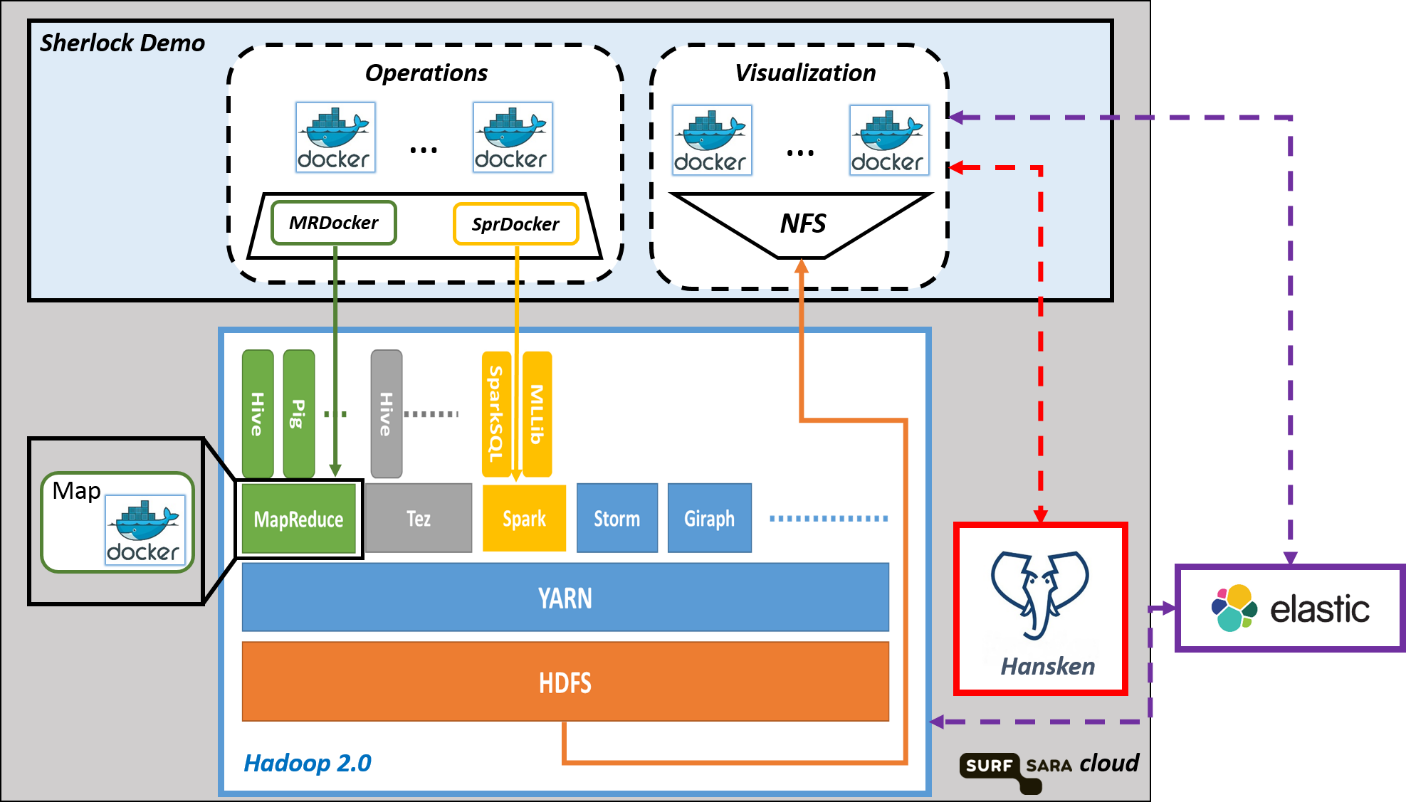 Sherlock Demo
Operations
Visualization
docker
...
docker
docker
...
docker
MRDocker
SprDocker
NFS
Hive
Pig
Hive
SparkSQL
MLLib
Map
docker
MapReduce
Tez
Spark
Storm
Giraph
YARN
HDFS
Hadoop 2.0
Hansken
elastic
SURF SARA cloud